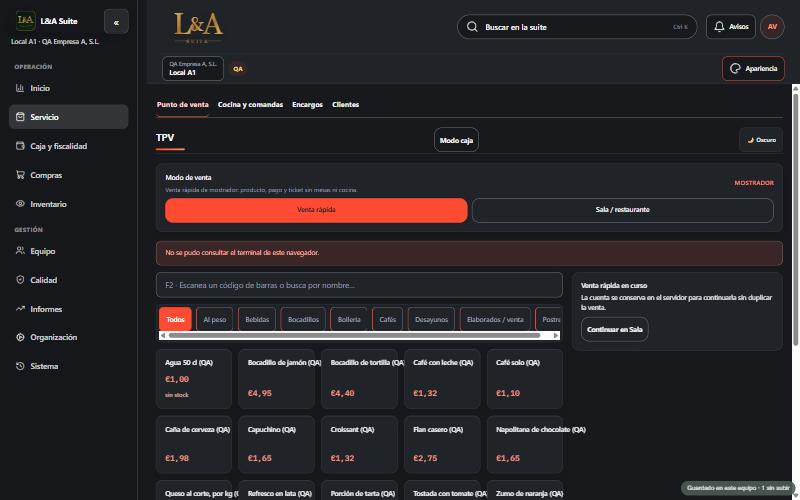 L&A Suite
«
Local A1 · QA Empresa A, S.L.
OPERACIÓN
Inicio
Servicio
Caja y fiscalidad
Compras
Inventario
GESTIÓN
Equipo
Calidad
Informes
Organización
Sistema
L&A
SUITE
Buscar en la suite
Ctrl K
Avisos
AV
QA Empresa A, S.L.
Local A1
QA
Apariencia
Punto de venta
Cocina y comandas
Encargos
Clientes
TPV
Modo caja
Oscuro
Modo de venta
Venta rápida de mostrador: producto, pago y ticket sin mesas ni cocina.
MOSTRADOR
Venta rápida
Sala / restaurante
No se pudo consultar el terminal de este navegador.
F2 · Escanea un código de barras o busca por nombre...
Todos
Al peso
Bebidas
Bocadillos
Bollería
Cafés
Desayunos
Elaborados / venta
Postre
Venta rápida en curso
La cuenta se conserva en el servidor para continuarla sin duplicar
la venta.
Continuar en Sala
Agua 50 cl (QA)
€1,00
sin stock
Bocadillo de jamón (QA)
€4,95
Bocadillo de tortilla (QA)
€4,40
Café con leche (QA)
€1,32
Café solo (QA)
€1,10
Caña de cerveza (QA)
€1,98
Capuchino (QA)
€1,65
Croissant (QA)
€1,32
Flan casero (QA)
€2,75
Napolitana de chocolate (QA)
€1,65
Queso al corte, por kg (
Refresco en lata (QA)
Porción de tarta (QA)
Tostada con tomate (QA)
Zumo de naranja (QA)
Guardado en este equipo · 1 sin subir